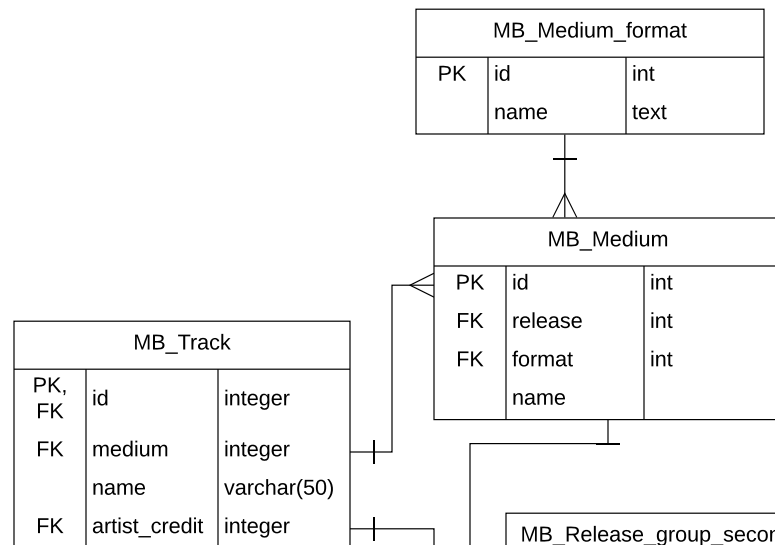 MB_Medium_format
PK id int
name text
MB_Medium
PK id int
FK release int
FK format int
name
MB_Track
PK,
FK id integer
FK medium integer
name varchar(50)
FK artist_credit integer
MB_Release_group_secon